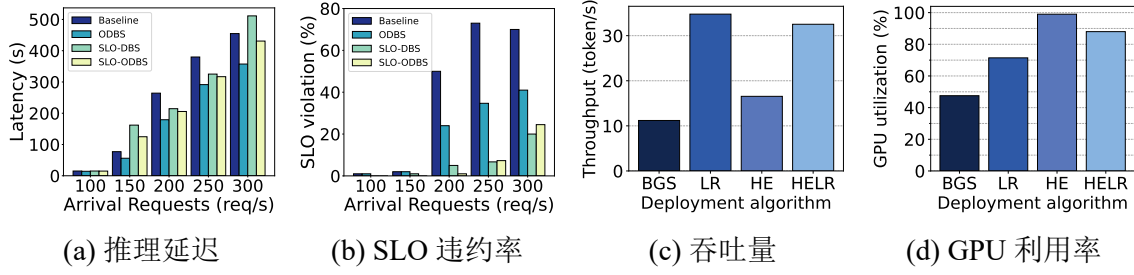 Latency (s)
500
400
300
200
100
0
Baseline
ODBS
SLO-DBS
SLO-ODBS
100 150 200 250 300
Arrival Requests (req/s)
(a) 推理延迟
SLO violation (%)
80
60
40
20
0
Baseline
ODBS
SLO-DBS
SLO-ODBS
100 150 200 250 300
Arrival Requests (req/s)
(b) SLO 违约率
Throughput (token/s)
30
20
10
0
BGS LR HE HELR
Deployment algorithm
(c) 吞吐量
GPU utilization (%)
100
80
60
40
20
0
BGS LR HE HELR
Deployment algorithm
(d) GPU 利用率